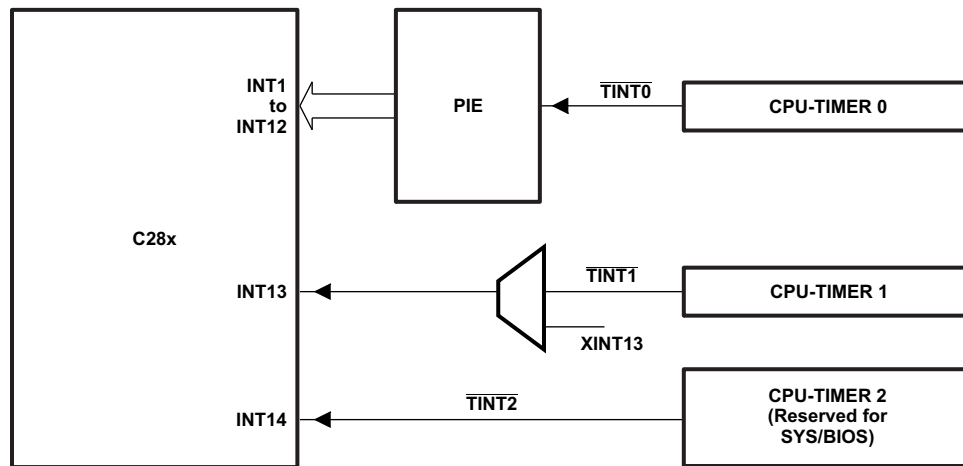 INT1
to
INT12
PIE
TINT0
CPU-TIMER 0
C28x
INT13
TINT1
CPU-TIMER 1
XINT13
INT14
TINT2
CPU-TIMER 2
(Reserved for
SYS/BIOS)